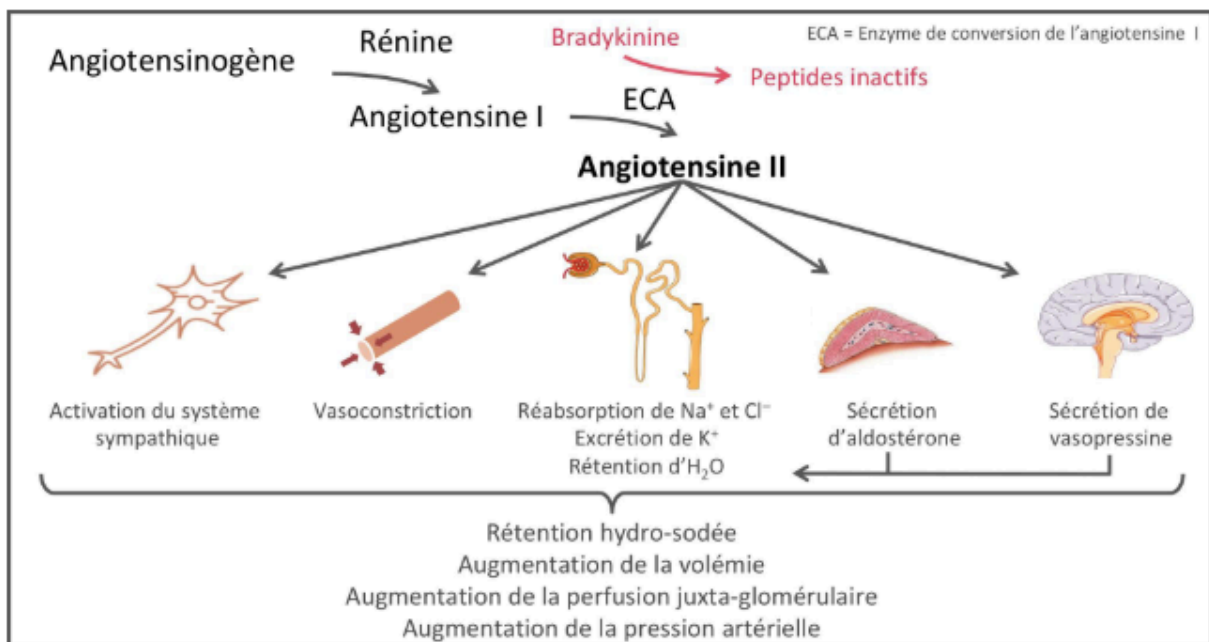 ECA = Enzyme de conversion de l'angiotensine I
Rénine
Bradykinine
Angiotensinogène
Peptides inactifs
ECA
Angiotensine I
Angiotensine II
Activation du système
sympathique
Vasoconstriction
Réabsorption de Na⁺ et Cl⁻
Excrétion de K⁺
Rétention d'H₂O
Sécrétion
d'aldostérone
Sécrétion de
vasopressine
Rétention hydro-sodée
Augmentation de la volémie
Augmentation de la perfusion juxta-glomérulaire
Augmentation de la pression artérielle